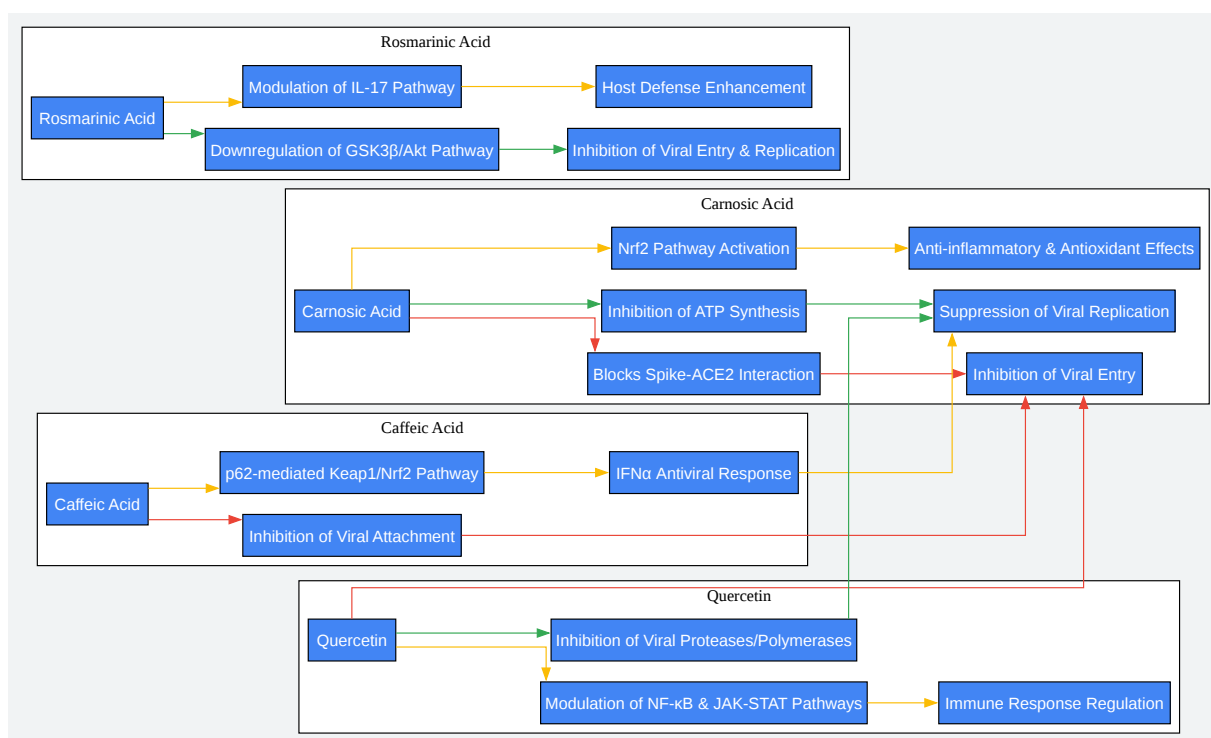 Rosmarinic Acid
Modulation of IL-17 Pathway
Host Defense Enhancement
Rosmarinic Acid
Downregulation of GSK3β/Akt Pathway
Inhibition of Viral Entry & Replication
Carnosic Acid
Nrf2 Pathway Activation
Anti-inflammatory & Antioxidant Effects
Carnosic Acid
Inhibition of ATP Synthesis
Suppression of Viral Replication
Blocks Spike-ACE2 Interaction
Inhibition of Viral Entry
Caffeic Acid
p62-mediated Keap1/Nrf2 Pathway
IFNα Antiviral Response
Caffeic Acid
Inhibition of Viral Attachment
Quercetin
Quercetin
Inhibition of Viral Proteases/Polymerases
Modulation of NF-κB & JAK-STAT Pathways
Immune Response Regulation